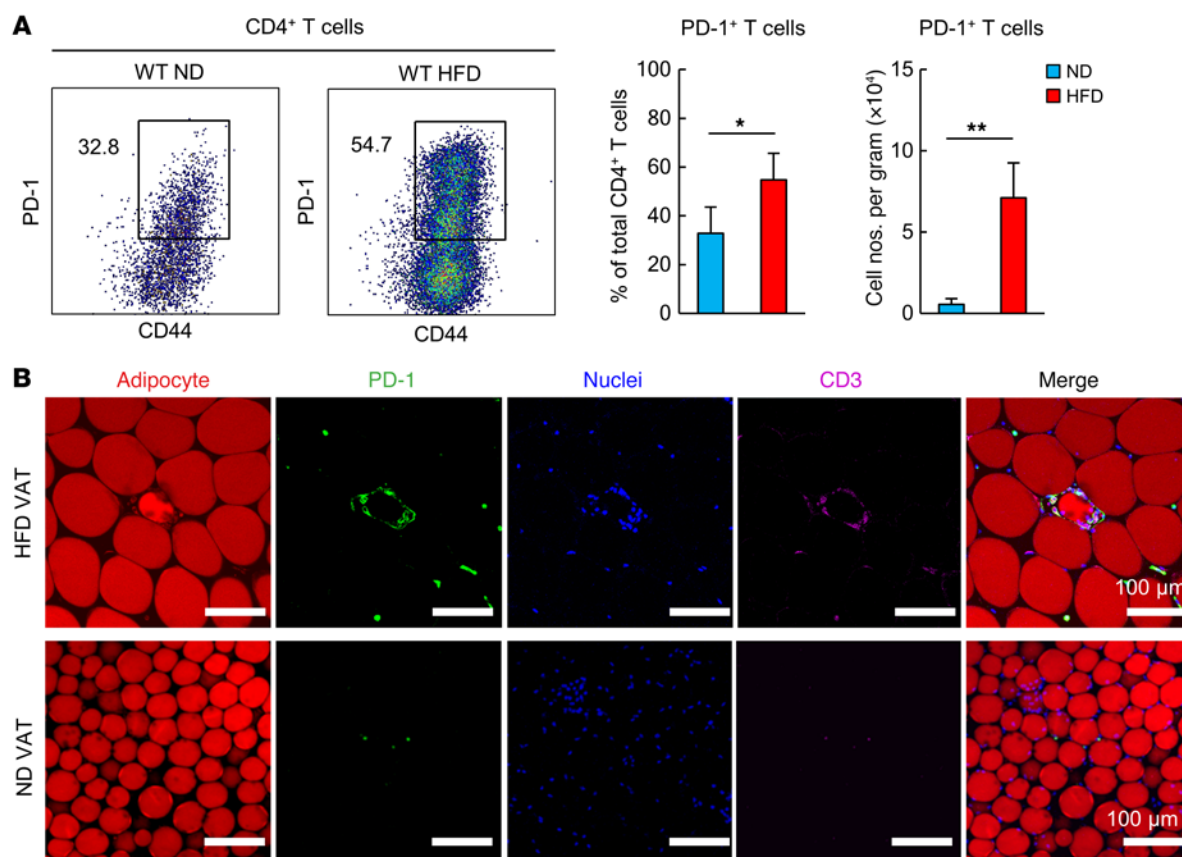 A
CD4⁺ T cells
WT ND
WT HFD
32.8
54.7
PD-1
PD-1
CD44
CD44
PD-1⁺ T cells
% of total CD4⁺ T cells
100
80
60
40
20
0
*
PD-1⁺ T cells
Cell nos. per gram (×10⁴)
15
10
5
0
**
ND
HFD
B
Adipocyte
PD-1
Nuclei
CD3
Merge
HFD VAT
100 µm
ND VAT
100 µm